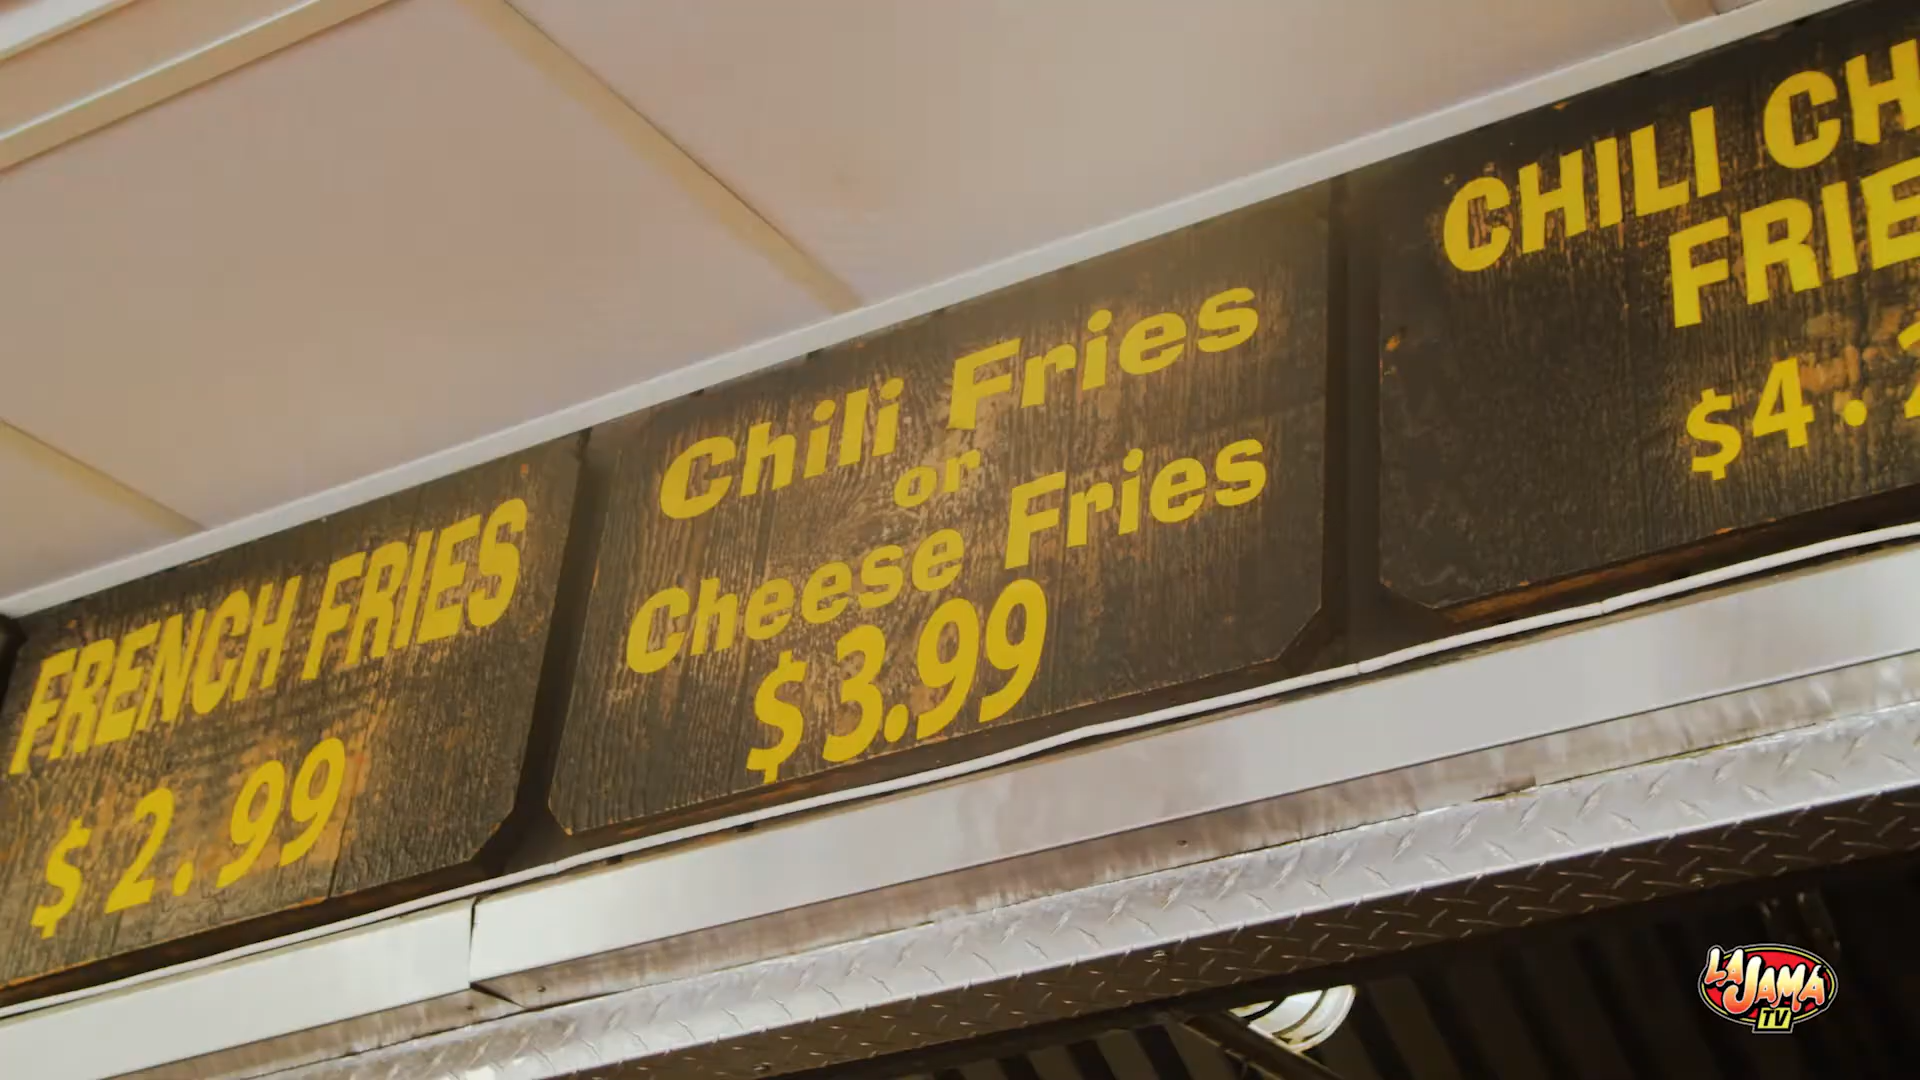 FRENCH FRIES
$2.99
Chili Fries
or
Cheese Fries
$3.99
CHILI CH
FRIE
$4.
LA JAMA
TV